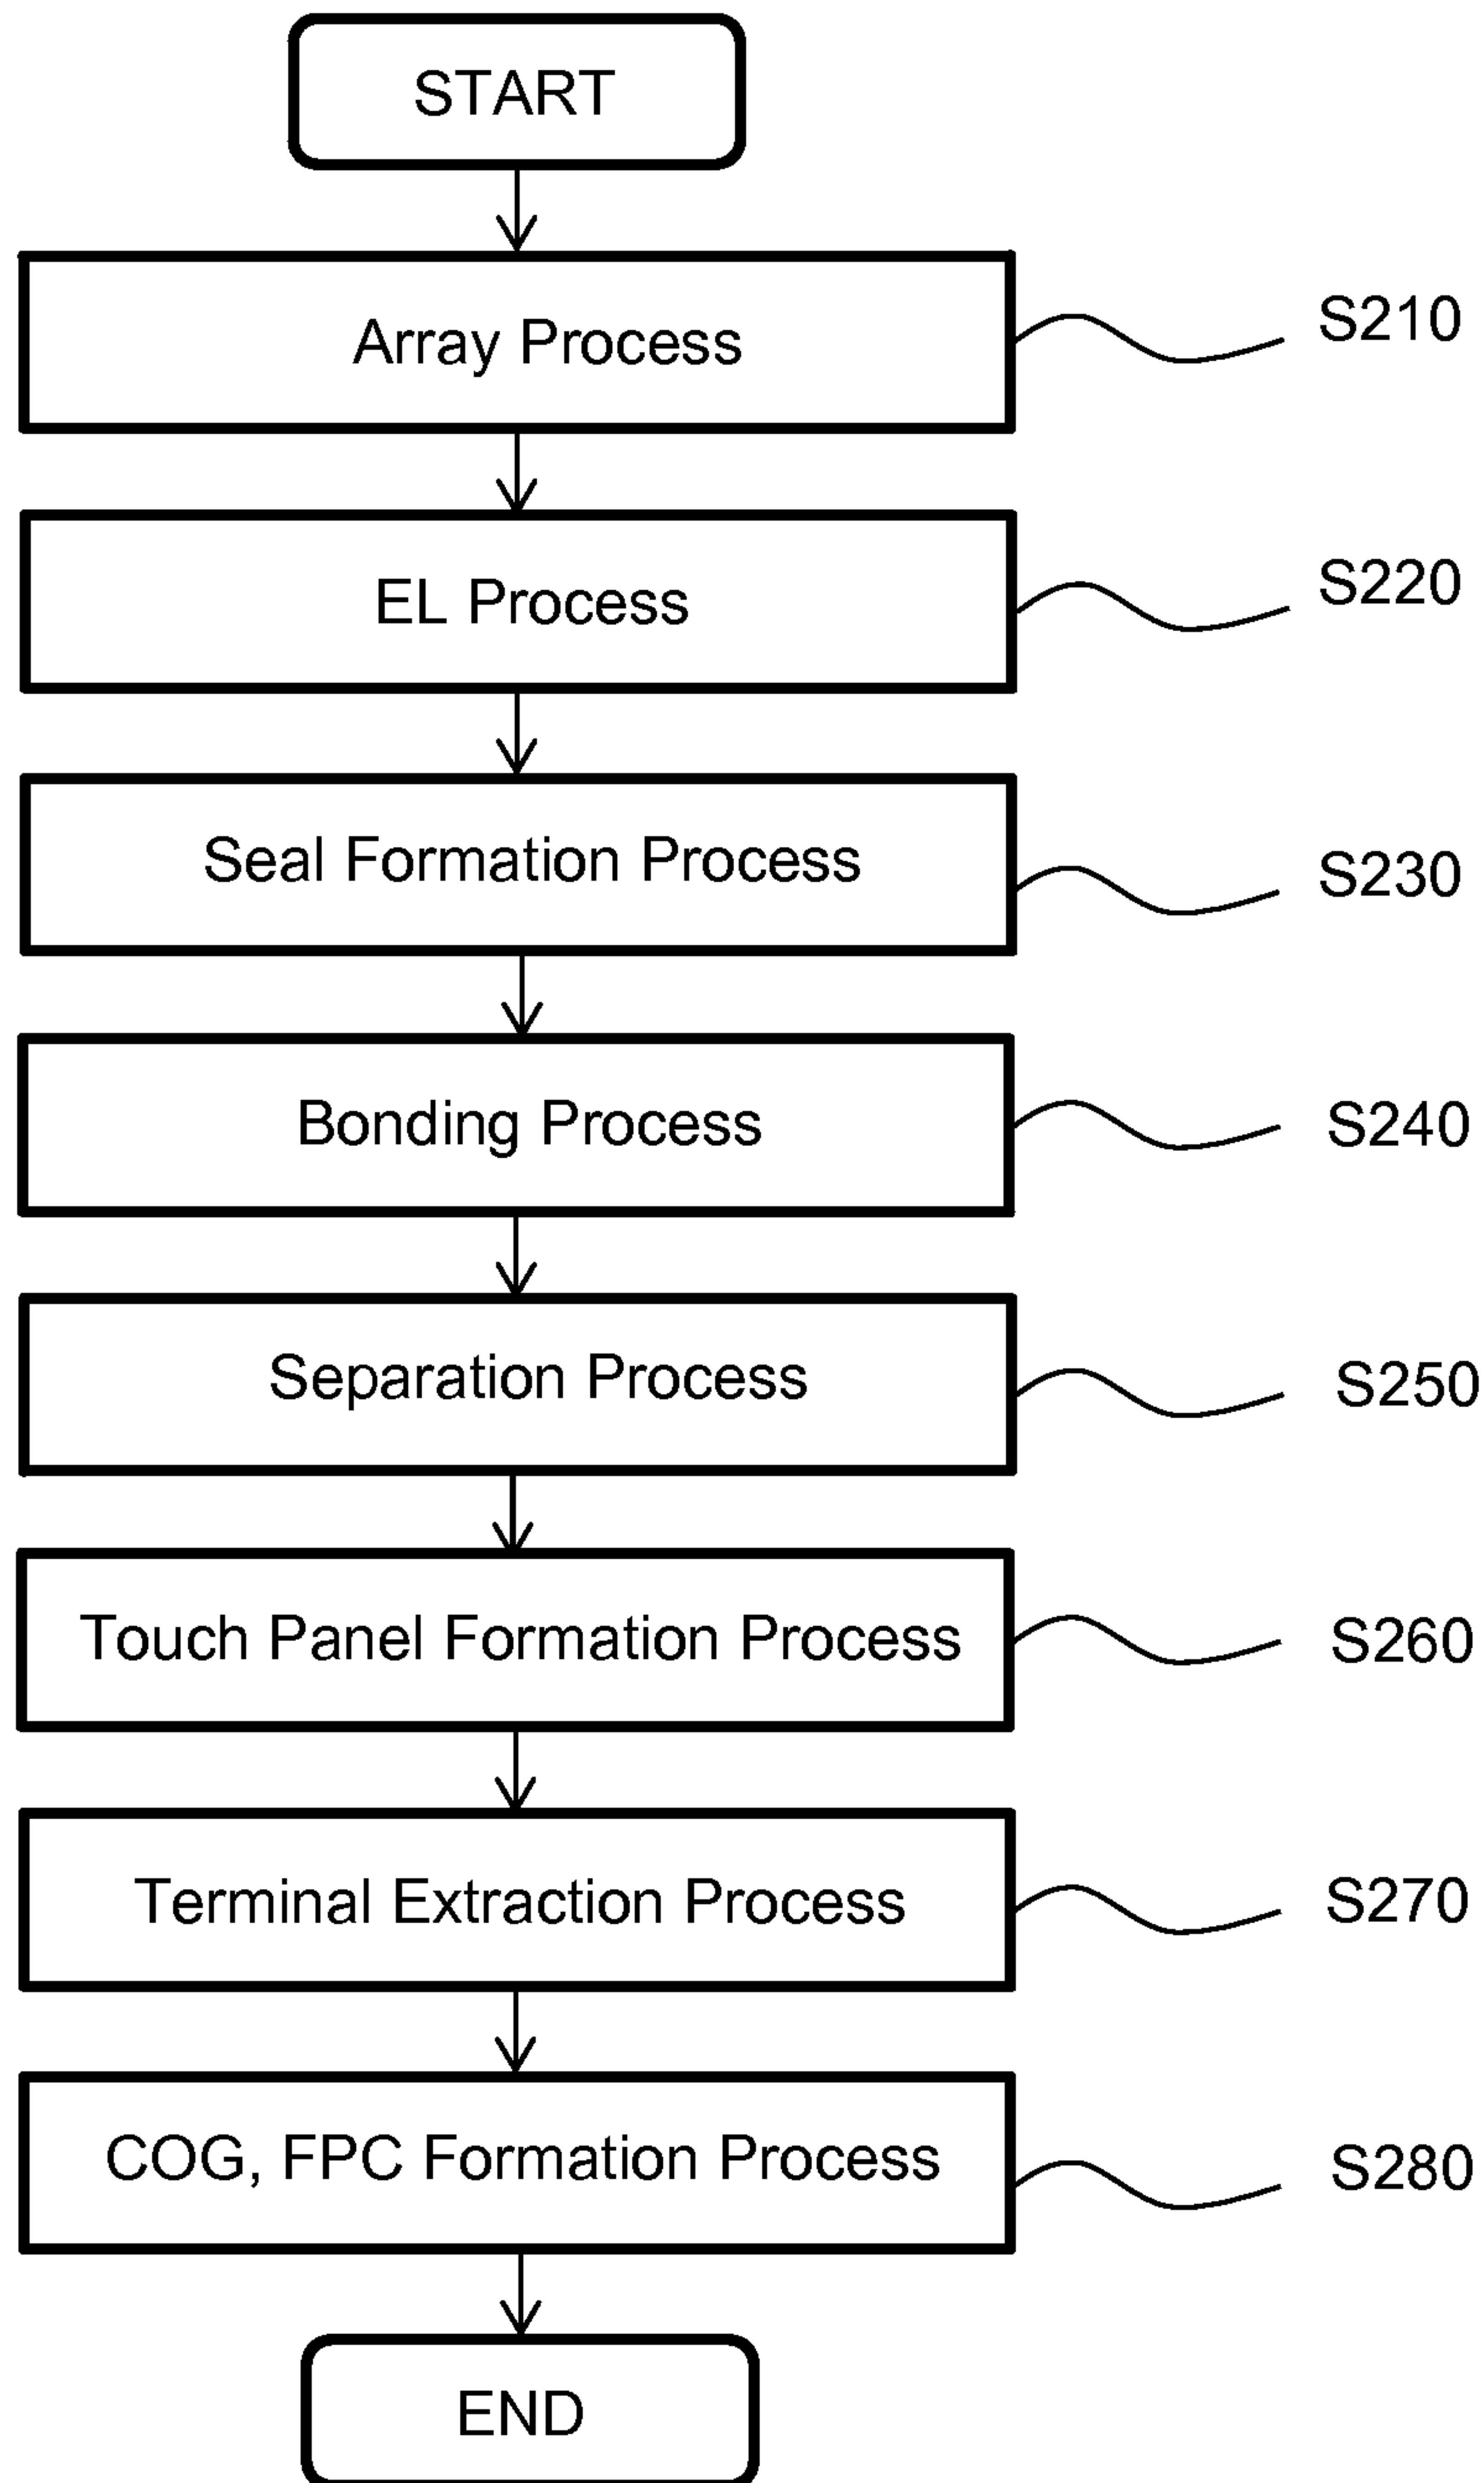 START
Array Process
S210
EL Process
S220
Seal Formation Process
S230
Bonding Process
S240
Separation Process
S250
Touch Panel Formation Process
S260
Terminal Extraction Process
S270
COG, FPC Formation Process
S280
END